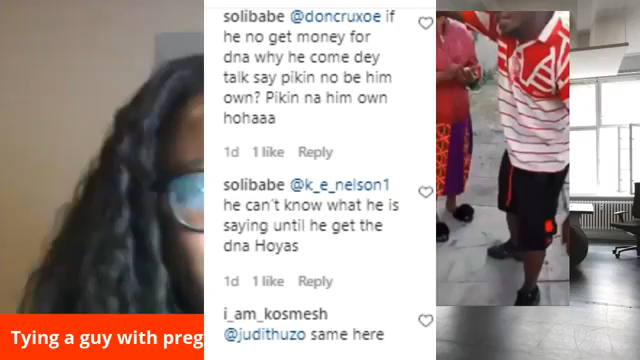 solibabe @doncruxoe if
he no get money for
dna why he come dey
talk say pikin no be him
own? Pikin na him own
hohaaa
1d 1 like Reply
solibabe @k_e_nelson1
he can't know what he is
saying until he get the
dna Hoyas
1d 1 like Reply
i_am_kosmesh
@judithuzo same here
Tying a guy with preg